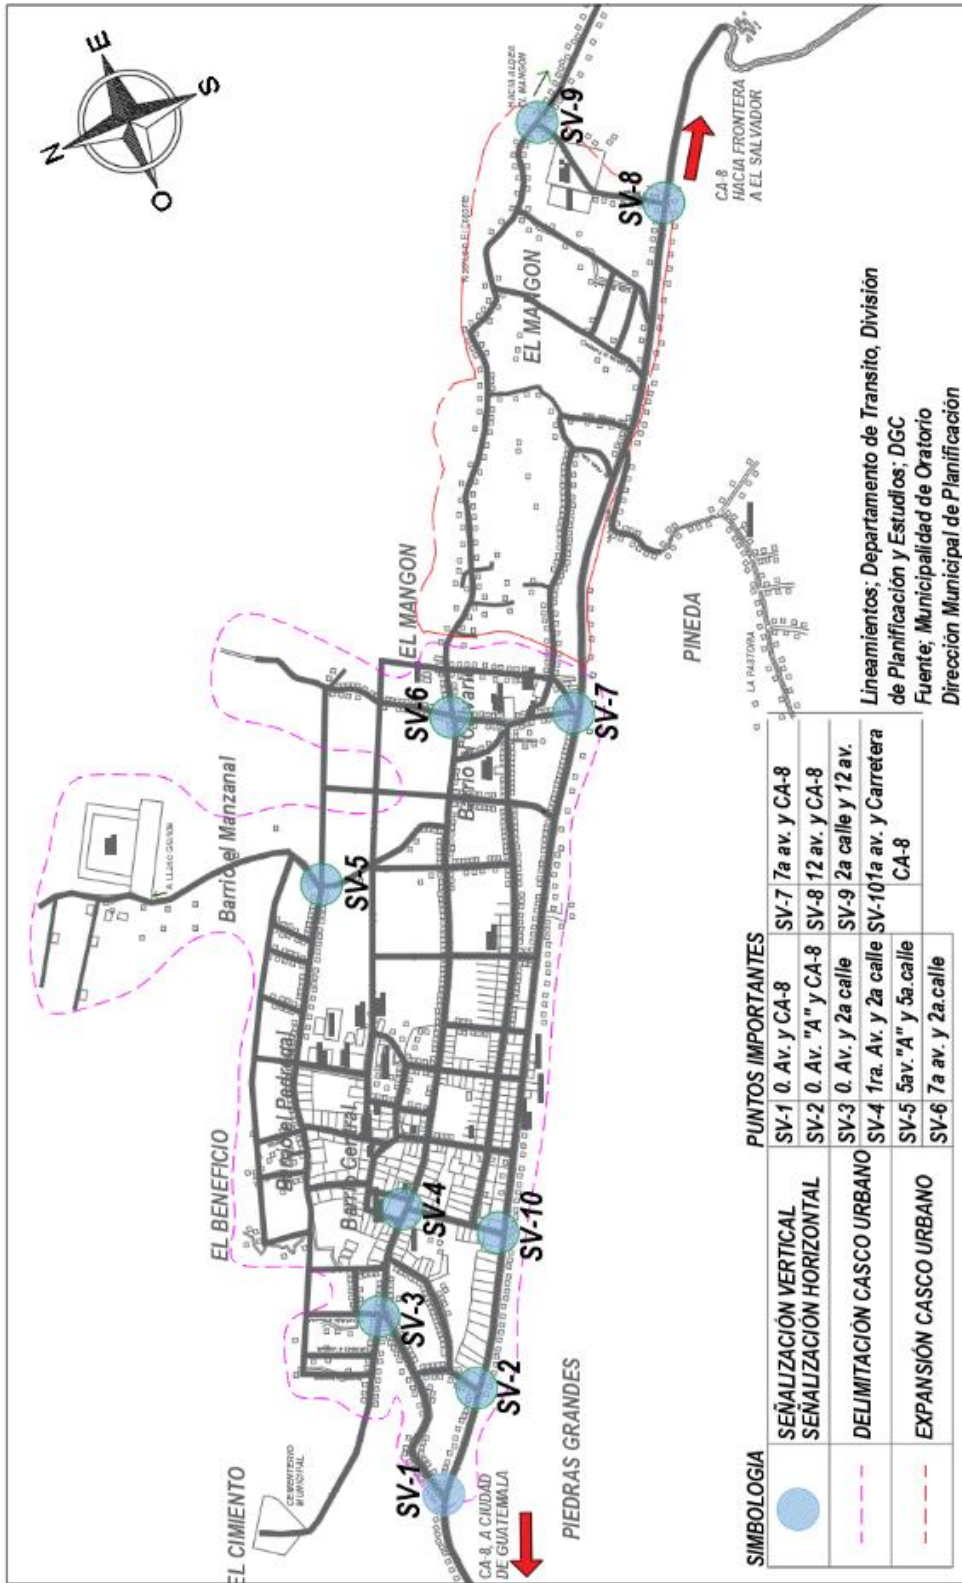 N
E
S
O
HACIA ALDEA
EL MANGON
SV-9
SV-8
CA-8
HACIA FRONTERA
A EL SALVADOR
EL MANGON
EL MANGON
SV-6
Barrio el Calvario
SV-7
PINEDA
LA PASTORA
Barrio el Manzanal
A LLANO GRANDE
SV-5
EL BENEFICIO
Barrio el Pedregal
Barrio Central
SV-4
SV-10
SV-3
SV-2
SV-1
CEMENTERIO
MUNICIPAL
EL CIMIENTO
CA-8, A CIUDAD
DE GUATEMALA
PIEDRAS GRANDES
SIMBOLOGIA
SEÑALIZACIÓN VERTICAL
SEÑALIZACIÓN HORIZONTAL
DELIMITACIÓN CASCO URBANO
EXPANSIÓN CASCO URBANO
PUNTOS IMPORTANTES
SV-1 0. Av. y CA-8
SV-2 0. Av. "A" y CA-8
SV-3 0. Av. y 2a calle
SV-4 1ra. Av. y 2a calle
SV-5 5av. "A" y 5a.calle
SV-6 7a av. y 2a.calle
SV-7 7a av. y CA-8
SV-8 12 av. y CA-8
SV-9 2a calle y 12 av.
SV-10 1a av. y Carretera
CA-8
Lineamientos; Departamento de Transito, División
de Planificación y Estudios; DGC
Fuente; Municipalidad de Oratorio
Dirección Municipal de Planificación